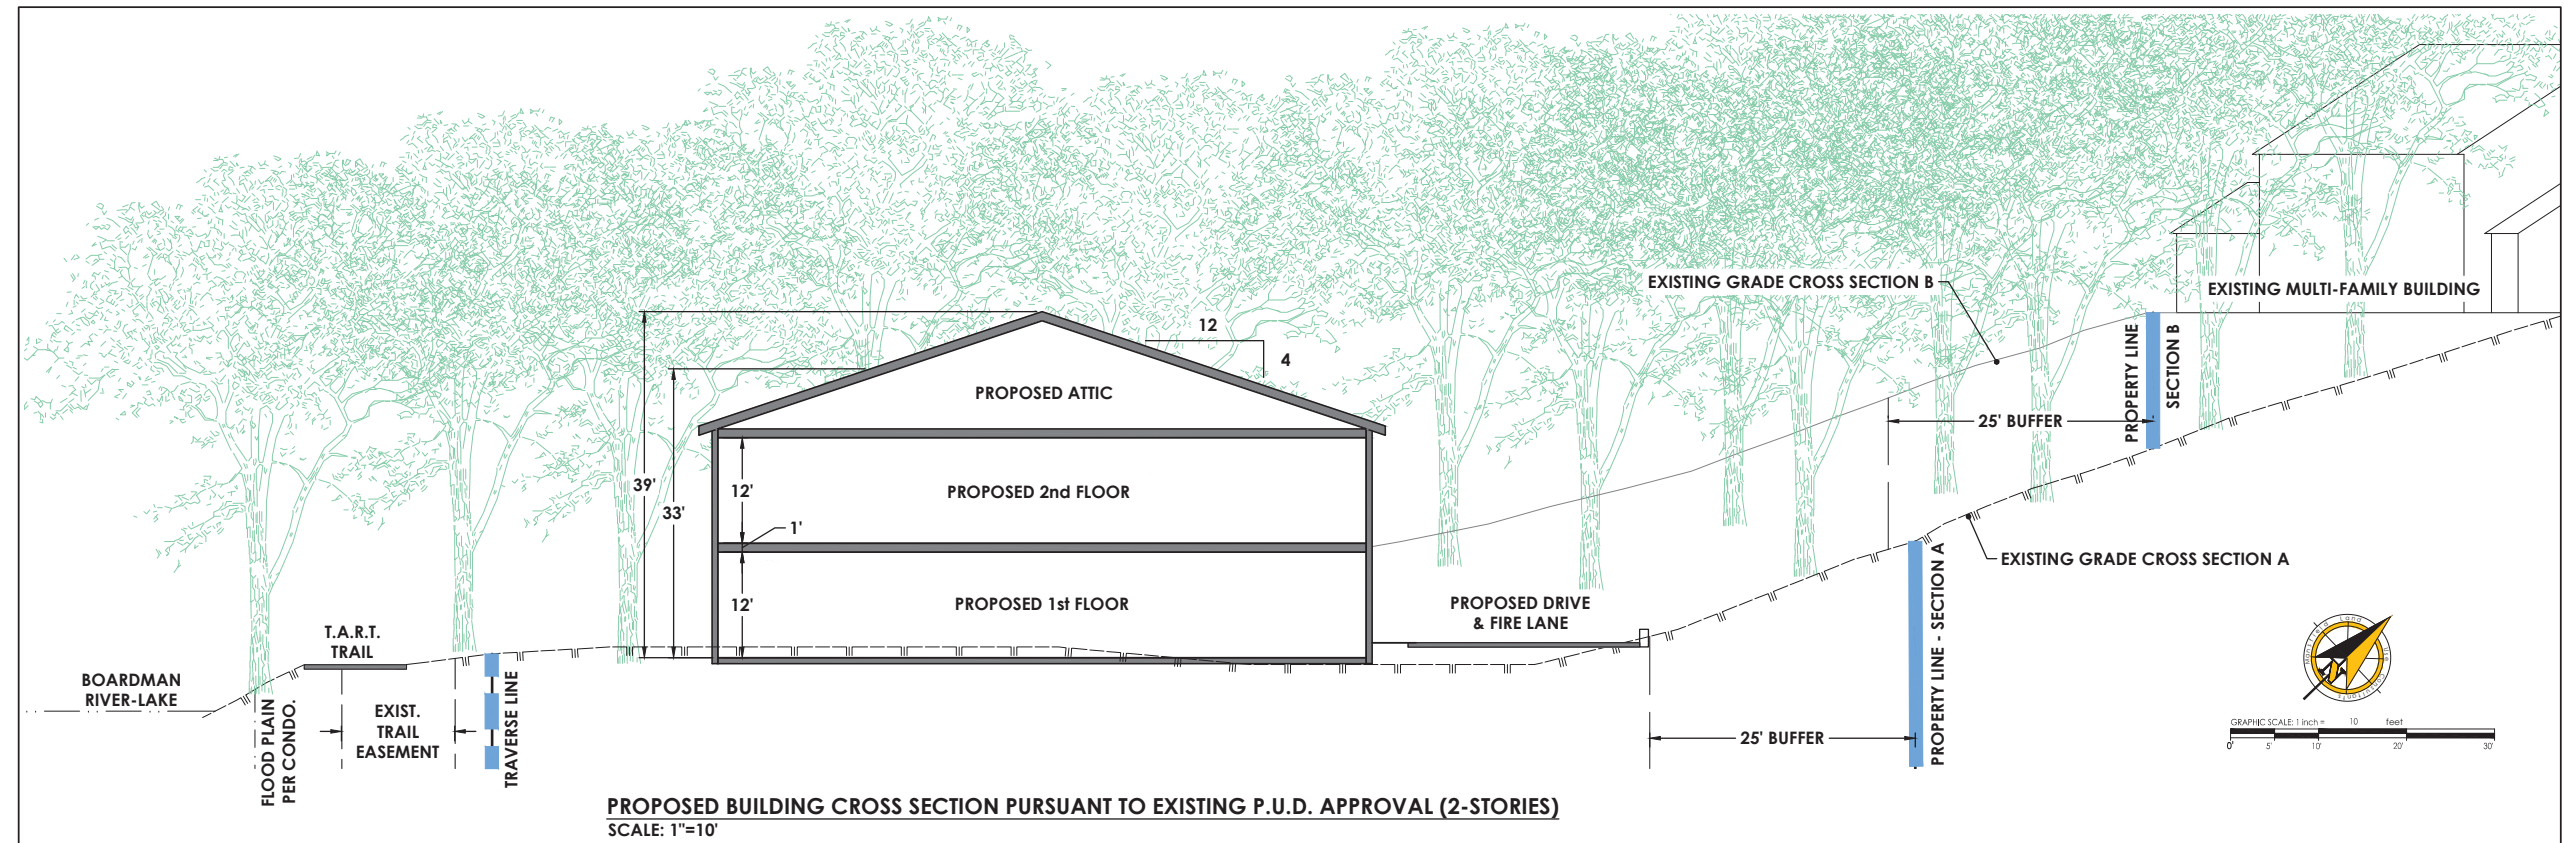 EXISTING GRADE CROSS SECTION B
EXISTING MULTI-FAMILY BUILDING
12
4
PROPERTY LINE
SECTION B
PROPOSED ATTIC
25' BUFFER
39'
33'
12'
PROPOSED 2nd FLOOR
1'
EXISTING GRADE CROSS SECTION A
12'
PROPOSED 1st FLOOR
PROPOSED DRIVE
& FIRE LANE
T.A.R.T.
TRAIL
BOARDMAN
RIVER-LAKE
FLOOD PLAIN
PER CONDO.
EXIST.
TRAIL
EASEMENT
TRAVERSE LINE
25' BUFFER
PROPERTY LINE - SECTION A
Mansfield Land Use Consultants
GRAPHIC SCALE: 1 inch = 10 feet
0' 5' 10' 20' 30'
PROPOSED BUILDING CROSS SECTION PURSUANT TO EXISTING P.U.D. APPROVAL (2-STORIES)
SCALE: 1"=10'